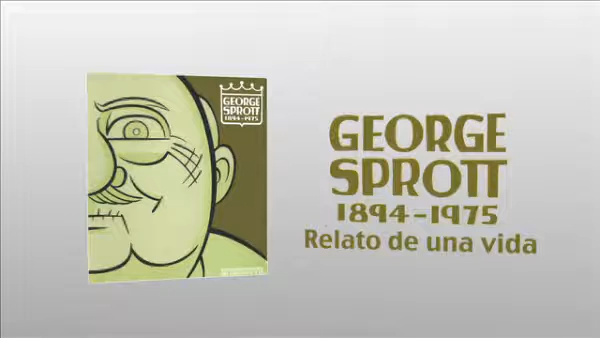 GEORGE
SPROTT
1894-1975
GEORGE
SPROTT
1894-1975
Relato de una vida